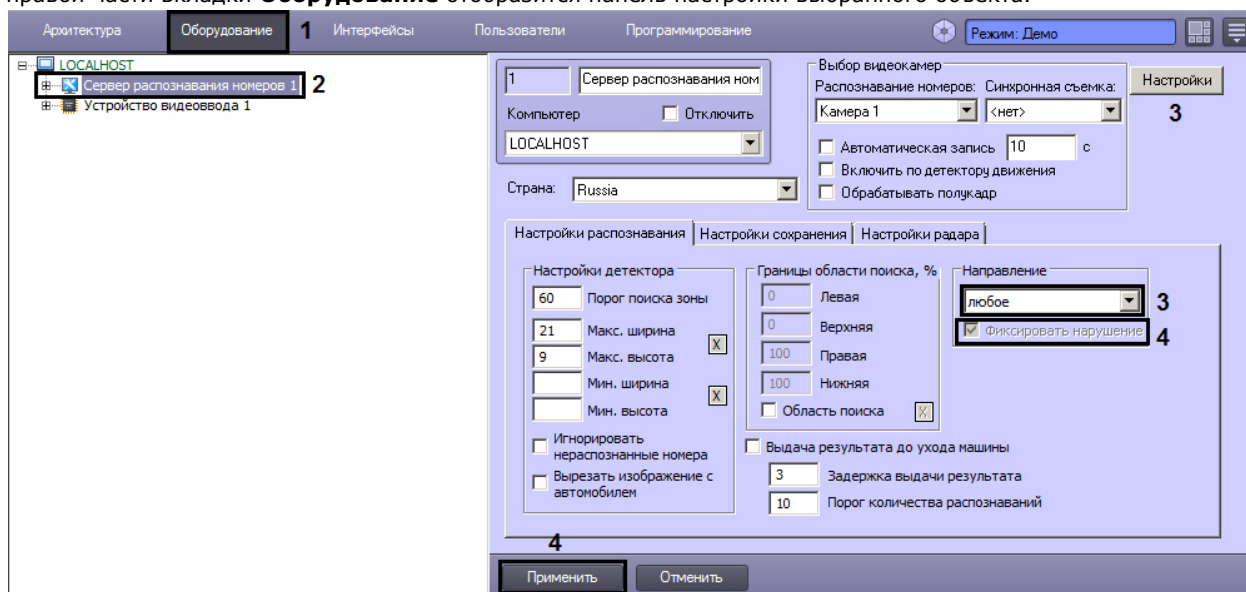 правой части вкладки Оборудование отобразится панель настройки выбранного объекта.
Архитектура Оборудование 1 Интерфейсы Пользователи Программирование Режим: Демо
LOCALHOST
Сервер распознавания номеров 1 2
Устройство видеоввода 1
1 Сервер распознавания ном
Компьютер Отключить
LOCALHOST
Страна: Russia
Выбор видеокамер
Распознавание номеров: Синхронная съемка:
Камера 1 <нет>
Автоматическая запись 10 с
Включить по детектору движения
Обрабатывать полукадр
Настройки
3
Настройки распознавания Настройки сохранения Настройки радара
Настройки детектора
60 Порог поиска зоны
21 Макс. ширина
9 Макс. высота
X
Мин. ширина
Мин. высота
X
Игнорировать
нераспознанные номера
Вырезать изображение с
автомобилем
Границы области поиска, %
0 Левая
0 Верхняя
100 Правая
100 Нижняя
Область поиска X
Направление
любое 3
Фиксировать нарушение 4
Выдача результата до ухода машины
3 Задержка выдачи результата
10 Порог количества распознаваний
4
Применить Отменить